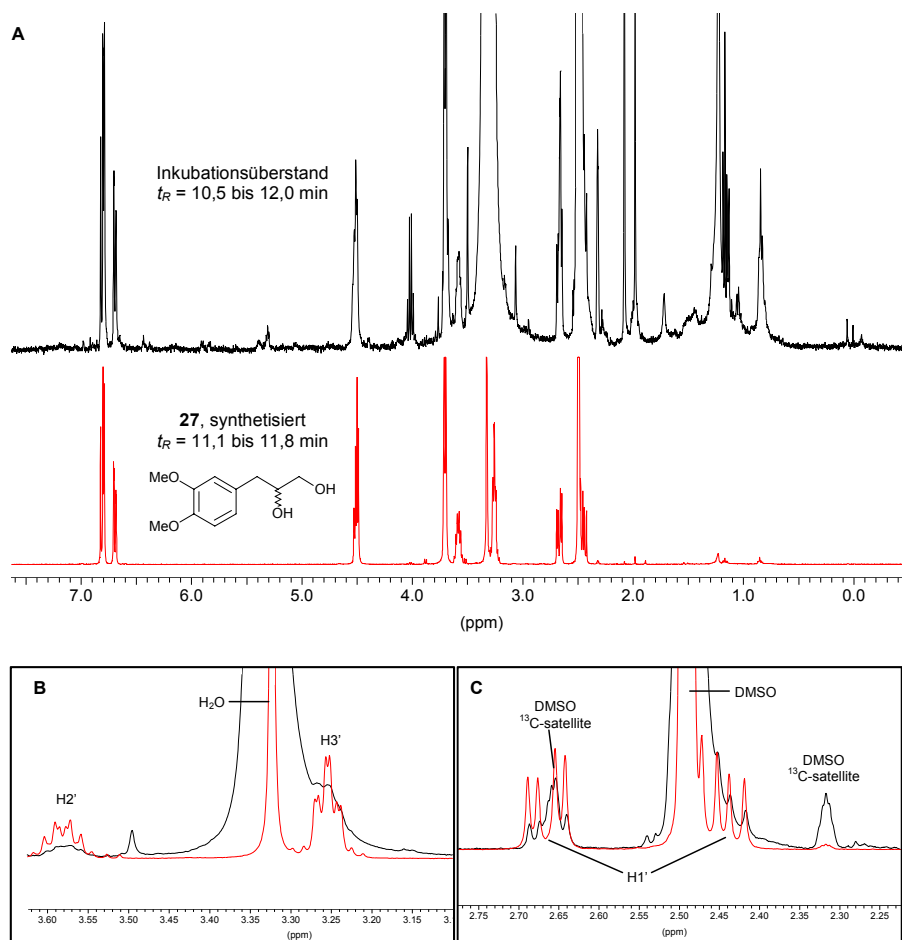 A
Inkubationsüberstand
tR = 10,5 bis 12,0 min
27, synthetisiert
tR = 11,1 bis 11,8 min
MeO
MeO
OH
OH
7.0 6.0 5.0 4.0 3.0 2.0 1.0 0.0
(ppm)
B
H2O
H3'
H2'
3.60 3.55 3.50 3.45 3.40 3.35 3.30 3.25 3.20 3.15
(ppm)
C
DMSO
13C-satellite
DMSO
DMSO
13C-satellite
H1'
2.75 2.70 2.65 2.60 2.55 2.50 2.45 2.40 2.35 2.30 2.25
(ppm)